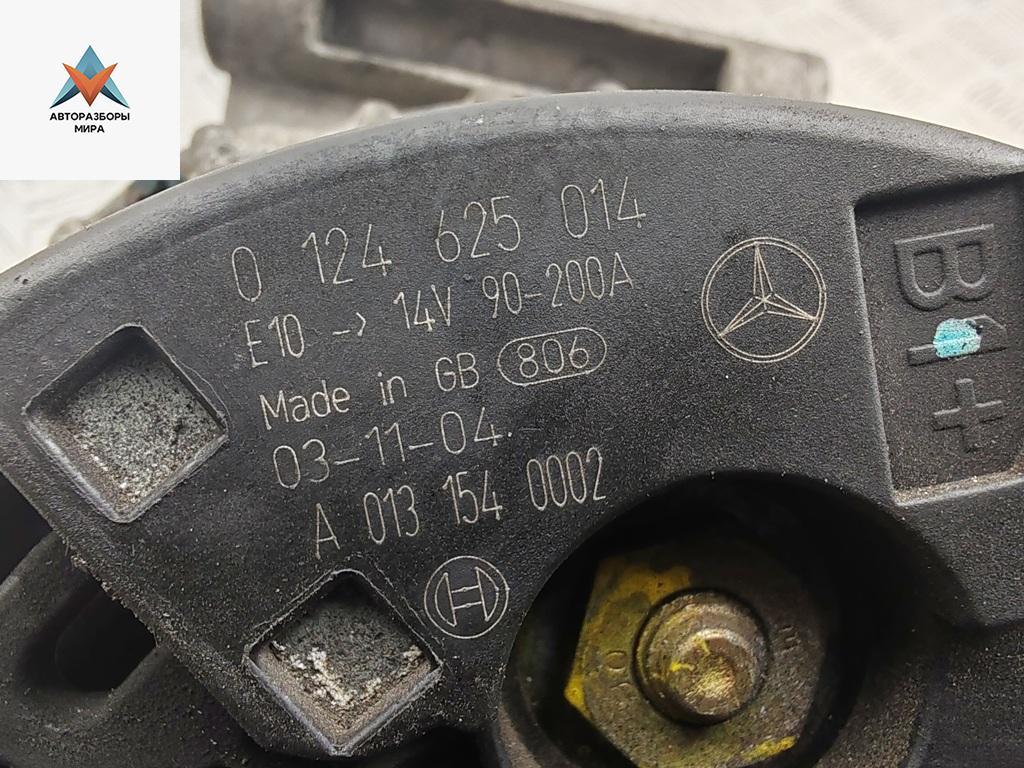 АВТОРАЗБОРЫ
МИРА
0 124 625 014
E10 -> 14V 90-200A
Made in GB 806
03-11-04.
A 013 154 0002
B1+